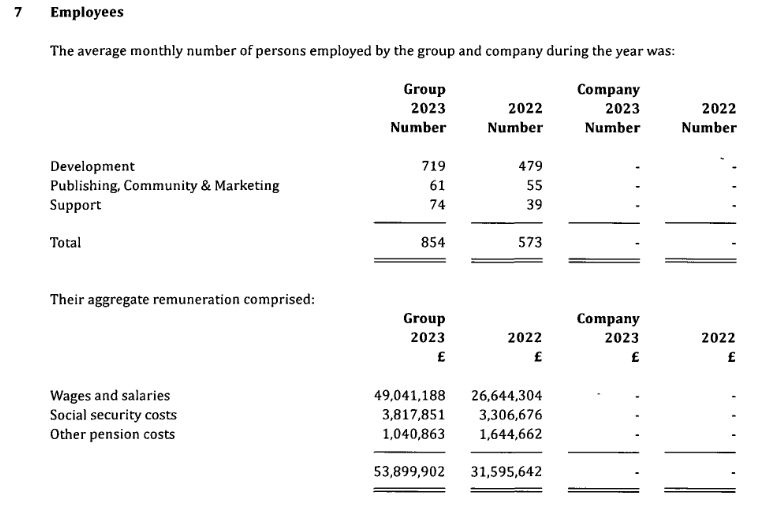 7 Employees
The average monthly number of persons employed by the group and company during the year was:
Group Company
2023 2022 2023 2022
Number Number Number Number
Development 719 479 - -
Publishing, Community & Marketing 61 55 - -
Support 74 39 - -
Total 854 573 - -
Their aggregate remuneration comprised:
Group Company
2023 2022 2023 2022
£ £ £ £
Wages and salaries 49,041,188 26,644,304 - -
Social security costs 3,817,851 3,306,676 - -
Other pension costs 1,040,863 1,644,662 - -
53,899,902 31,595,642 - -